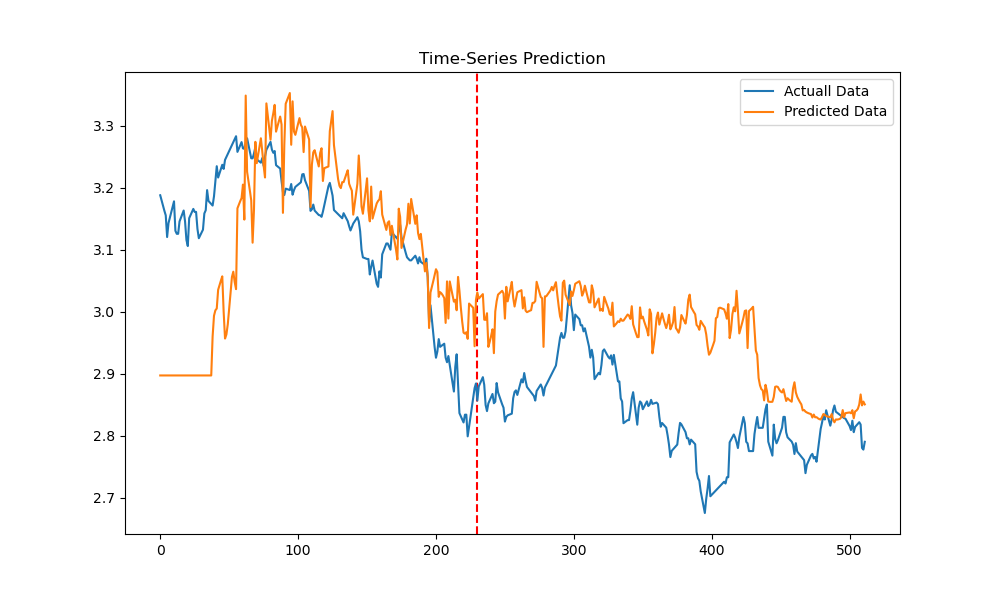 Time-Series Prediction
Actuall Data
Predicted Data
3.3
3.2
3.1
3.0
2.9
2.8
2.7
0 100 200 300 400 500